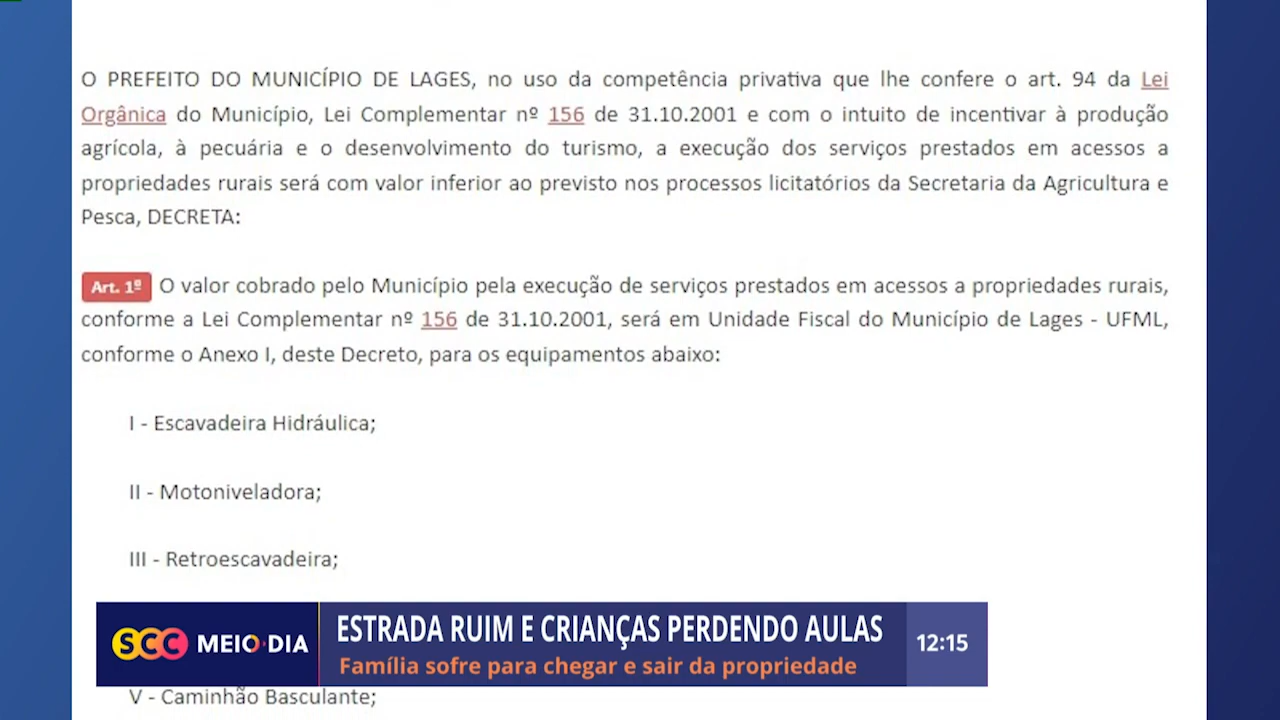 O PREFEITO DO MUNICÍPIO DE LAGES, no uso da competência privativa que lhe confere o art. 94 da Lei
Orgânica do Município, Lei Complementar nº 156 de 31.10.2001 e com o intuito de incentivar à produção
agrícola, à pecuária e o desenvolvimento do turismo, a execução dos serviços prestados em acessos a
propriedades rurais será com valor inferior ao previsto nos processos licitatórios da Secretaria da Agricultura e
Pesca, DECRETA:
Art. 1º O valor cobrado pelo Município pela execução de serviços prestados em acessos a propriedades rurais,
conforme a Lei Complementar nº 156 de 31.10.2001, será em Unidade Fiscal do Município de Lages - UFML,
conforme o Anexo I, deste Decreto, para os equipamentos abaixo:
I - Escavadeira Hidráulica;
II - Motoniveladora;
III - Retroescavadeira;
SCC MEIO DIA
ESTRADA RUIM E CRIANÇAS PERDENDO AULAS
Família sofre para chegar e sair da propriedade
12:15
V - Caminhão Basculante;